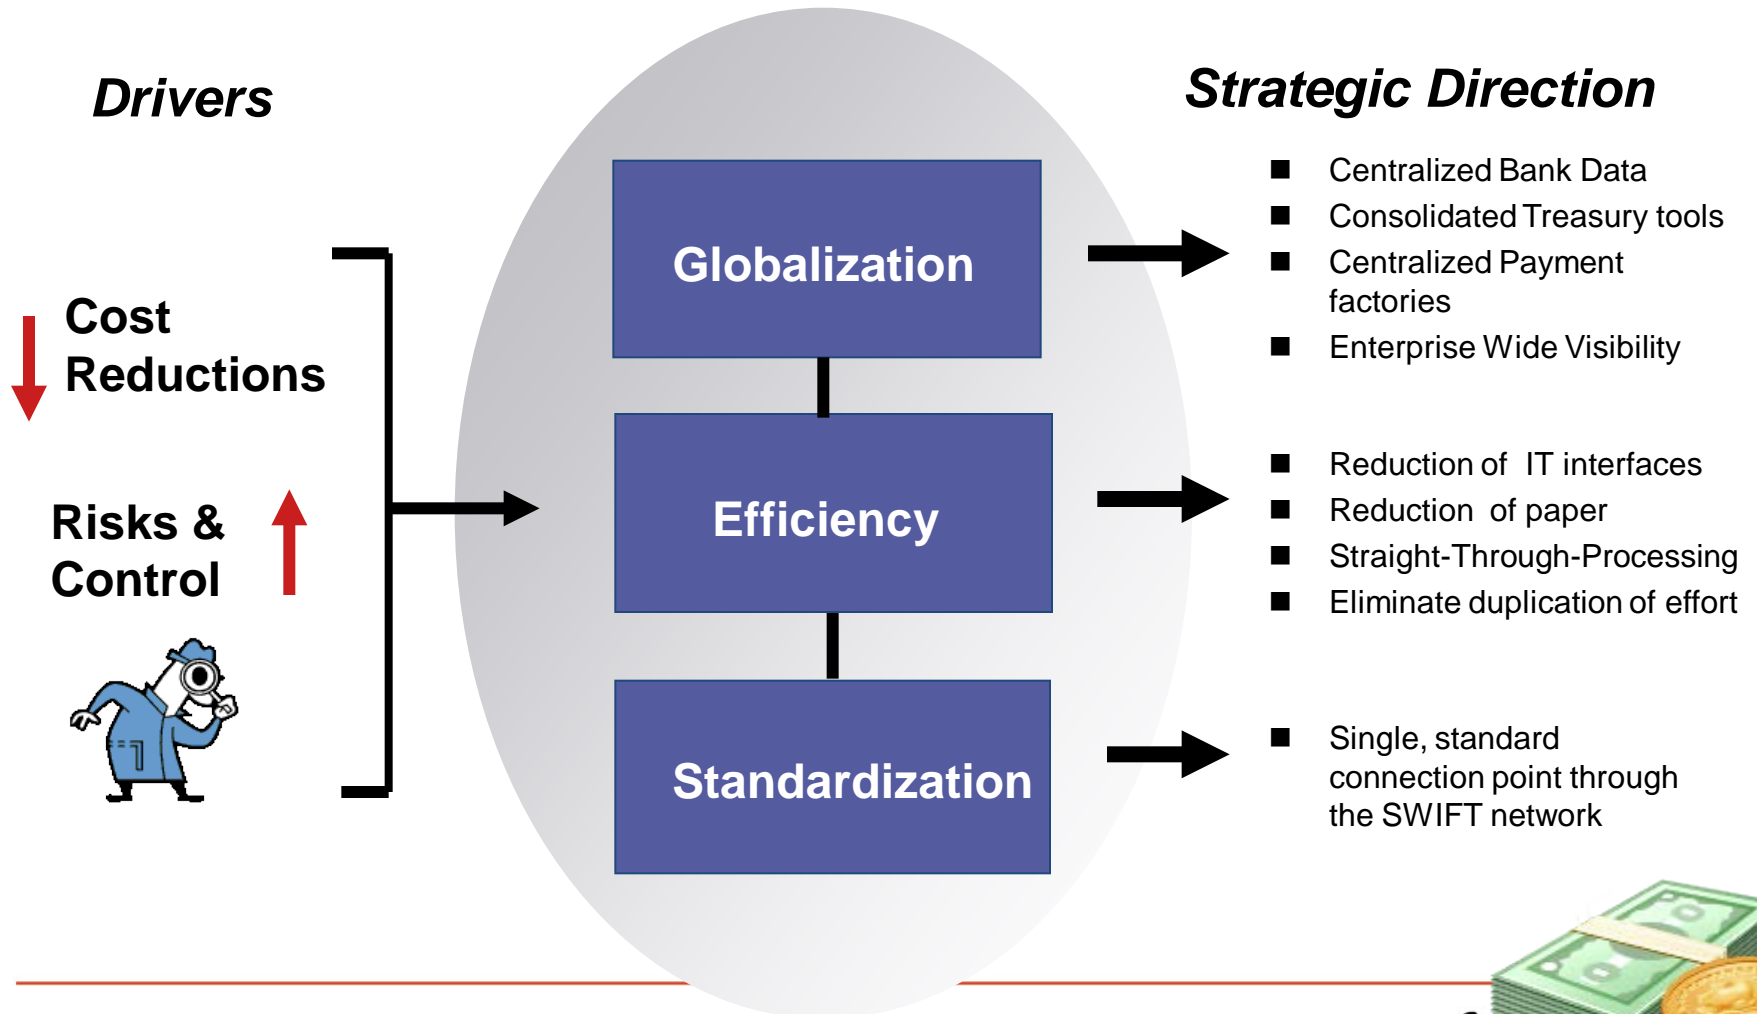 Drivers
Strategic Direction
Cost
Reductions
Risks &
Control
Globalization
Efficiency
Standardization
Centralized Bank Data
Consolidated Treasury tools
Centralized Payment
factories
Enterprise Wide Visibility
Reduction of IT interfaces
Reduction of paper
Straight-Through-Processing
Eliminate duplication of effort
Single, standard
connection point through
the SWIFT network